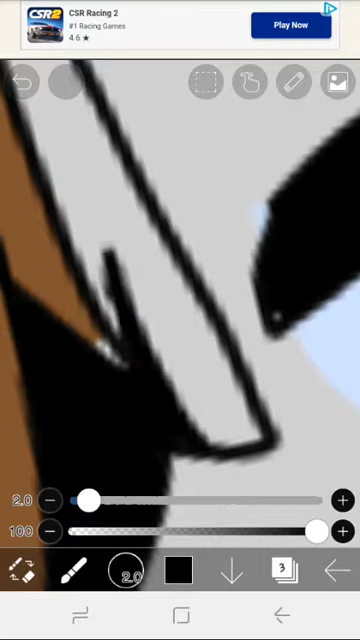 CSR2
CSR Racing 2
#1 Racing Games
4.6 ★
Play Now
2.0
100
2.0
3